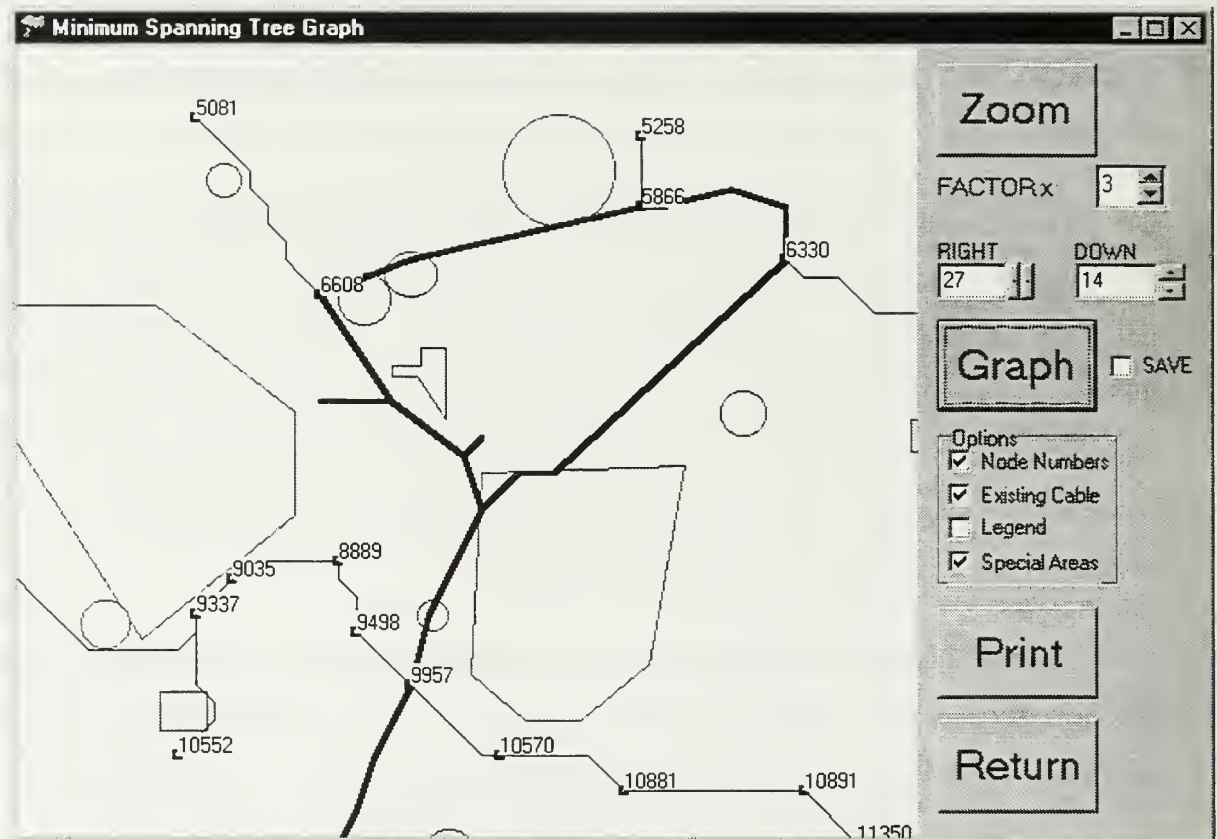 Minimum Spanning Tree Graph
5081
5258
5866
6330
6608
8889
9035
9337
9498
9957
10552
10570
10881
10891
11350
Zoom
FACTOR x
3
RIGHT
DOWN
27
14
Graph
SAVE
Options
Node Numbers
Existing Cable
Legend
Special Areas
Print
Return